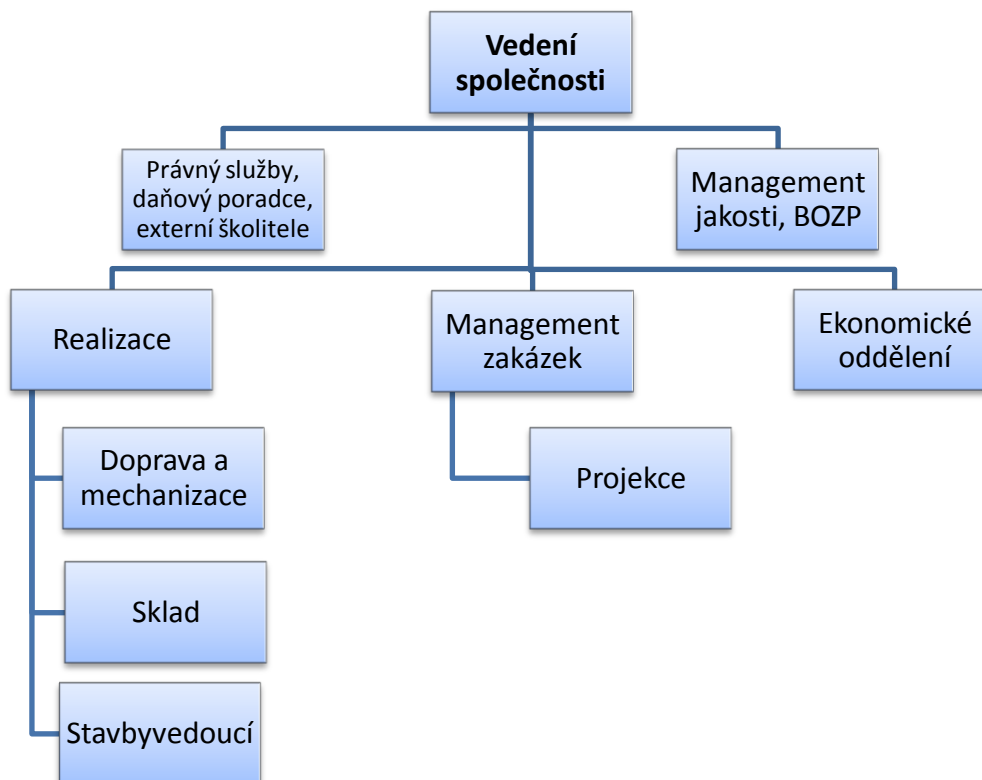 Vedení
společnosti
Právný služby,
daňový poradce,
externí školitele
Management
jakosti, BOZP
Realizace
Management
zakázek
Ekonomické
oddělení
Doprava a
mechanizace
Projekce
Sklad
Stavbyvedoucí